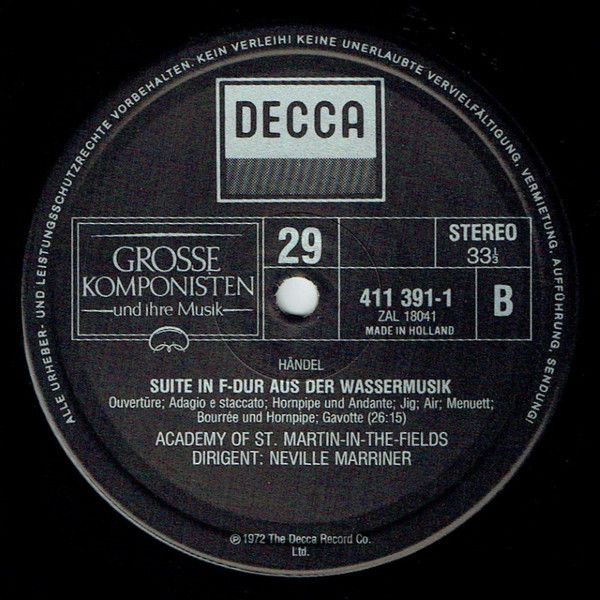 ALLE URHEBER- UND LEISTUNGSSCHUTZRECHTE VORBEHALTEN. KEIN VERLEIH! KEINE UNERLAUBTE VERVIELFÄLTIGUNG, VERMIETUNG, AUFFÜHRUNG, SENDUNG!
DECCA
GROSSE
KOMPONISTEN
und ihre Musik
29
STEREO
33⅓
411 391-1
ZAL 18041
MADE IN HOLLAND
B
HÄNDEL
SUITE IN F-DUR AUS DER WASSERMUSIK
Ouvertüre; Adagio e staccato; Hornpipe und Andante; Jig; Air; Menuett;
Bourrée und Hornpipe; Gavotte (26:15)
ACADEMY OF ST. MARTIN-IN-THE-FIELDS
DIRIGENT: NEVILLE MARRINER
℗ 1972 The Decca Record Co.
Ltd.